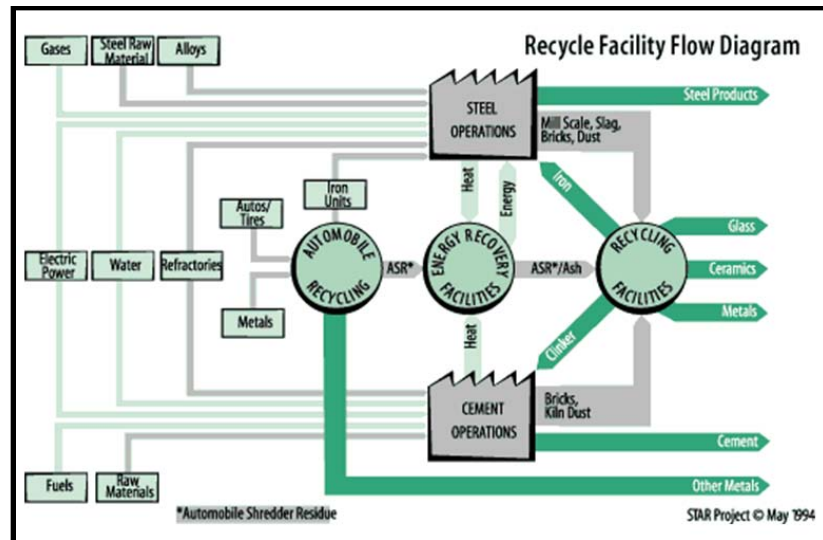 Recycle Facility Flow Diagram
Gases
Steel Raw
Material
Alloys
STEEL
OPERATIONS
Steel Products
Mill Scale, Slag,
Bricks, Dust
Heat
Energy
Iron
Iron
Units
Autos/
Tires
AUTOMOBILE
RECYCLING
ASR*
ENERGY RECOVERY
FACILITIES
ASR*/Ash
RECYCLING
FACILITIES
Glass
Ceramics
Metals
Electric
Power
Water
Refractories
Metals
Heat
Clinker
CEMENT
OPERATIONS
Bricks,
Kiln Dust
Cement
Fuels
Raw
Materials
Other Metals
*Automobile Shredder Residue
STAR Project © May 1994